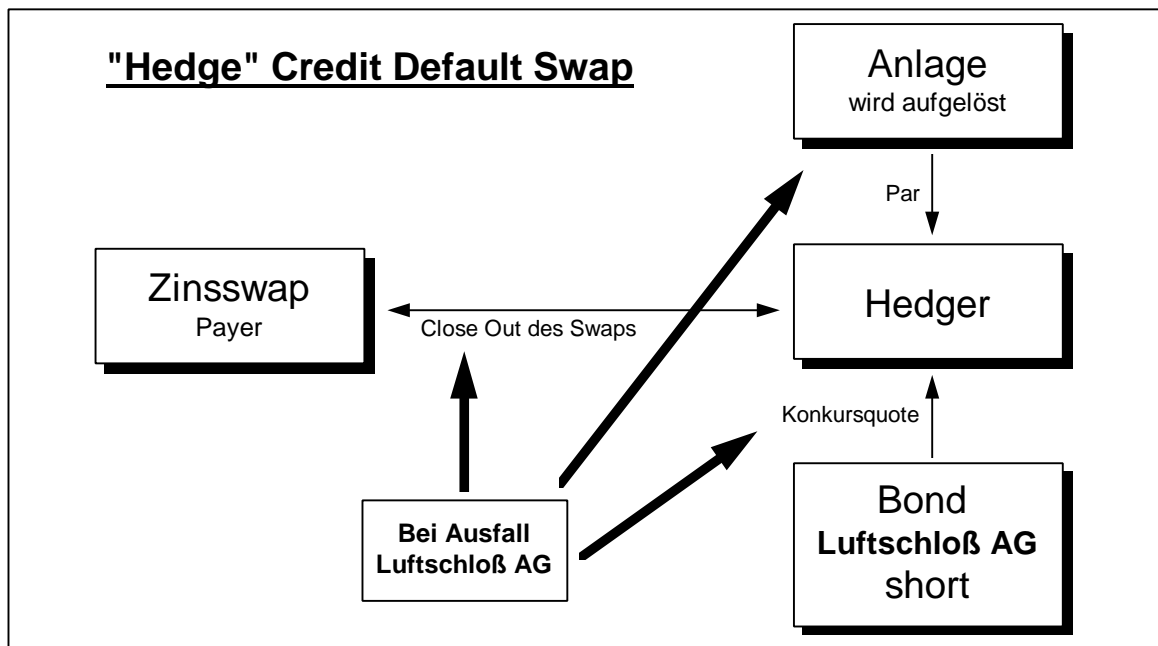 "Hedge" Credit Default Swap
Anlage
wird aufgelöst
Par
Zinsswap
Payer
Close Out des Swaps
Hedger
Konkursquote
Bei Ausfall
Luftschloß AG
Bond
Luftschloß AG
short